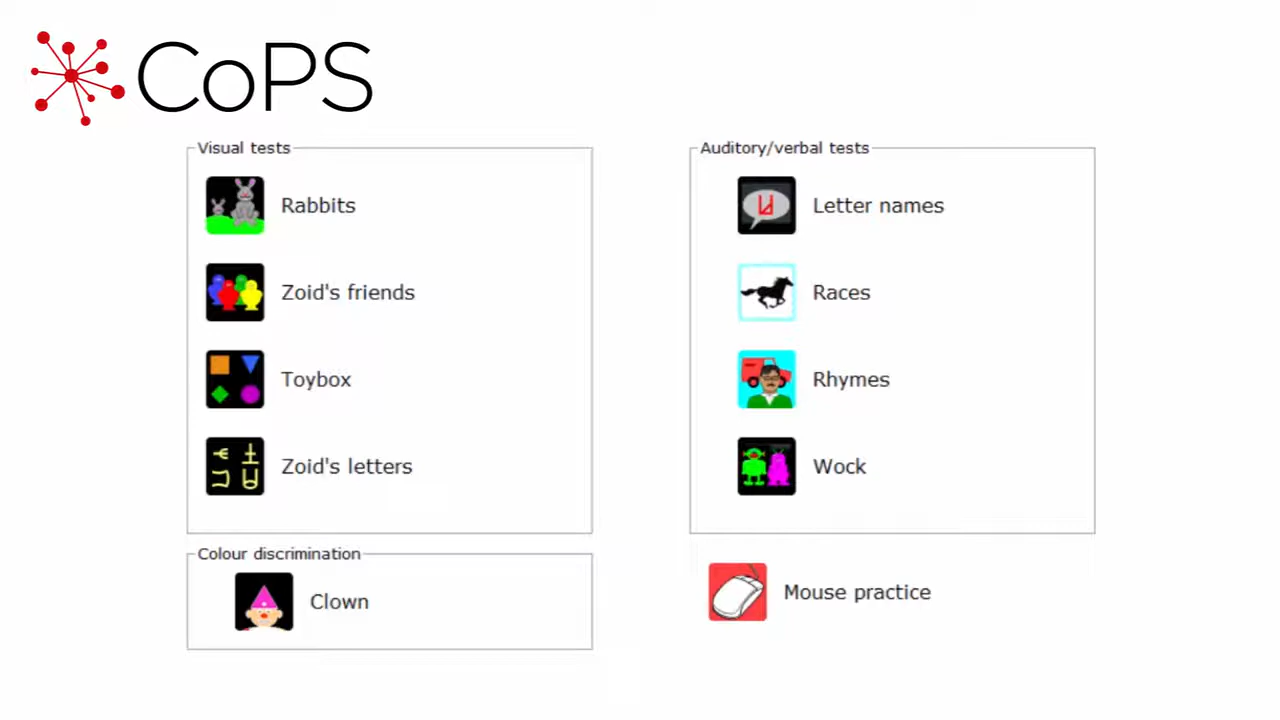 CoPS
Visual tests
Rabbits
Zoid's friends
Toybox
Zoid's letters
Colour discrimination
Clown
Auditory/verbal tests
Letter names
Races
Rhymes
Wock
Mouse practice